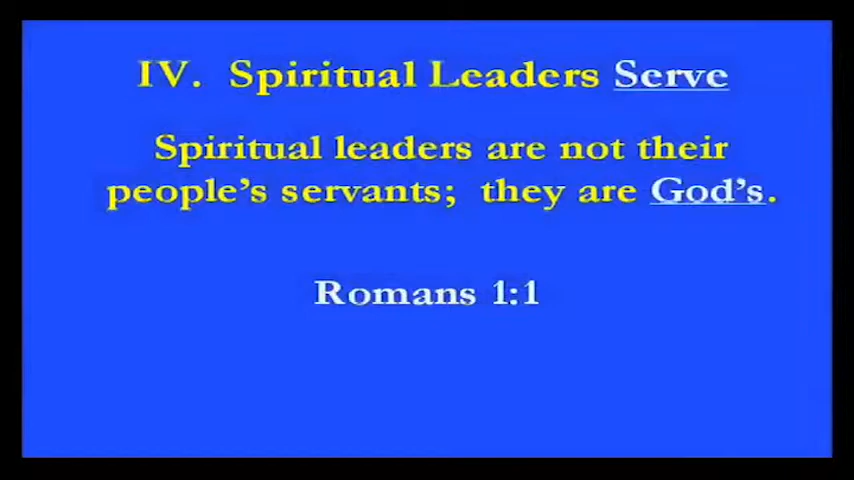 IV. Spiritual Leaders Serve
Spiritual leaders are not their
people's servants; they are God's.
Romans 1:1